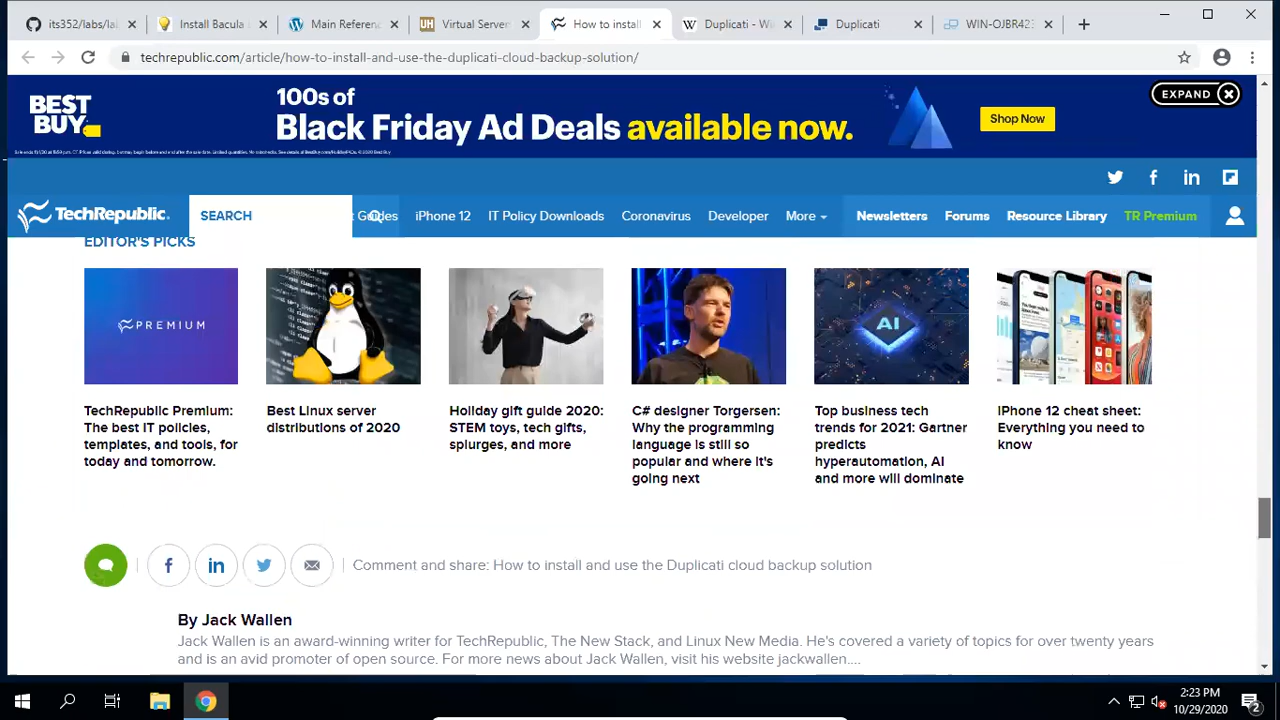 its352/labs/la
Install Bacula
Main Referenc
UH
Virtual Server
How to install
Duplicati - Wi
Duplicati
WIN-OJBR423
techrepublic.com/article/how-to-install-and-use-the-duplicati-cloud-backup-solution/
BEST
BUY
100s of
Black Friday Ad Deals available now.
Shop Now
EXPAND
TechRepublic.
SEARCH
t Guides
iPhone 12
IT Policy Downloads
Coronavirus
Developer
More
Newsletters
Forums
Resource Library
TR Premium
EDITOR'S PICKS
PREMIUM
AI
TechRepublic Premium:
The best IT policies,
templates, and tools, for
today and tomorrow.
Best Linux server
distributions of 2020
Holiday gift guide 2020:
STEM toys, tech gifts,
splurges, and more
C# designer Torgersen:
Why the programming
language is still so
popular and where it's
going next
Top business tech
trends for 2021: Gartner
predicts
hyperautomation, AI
and more will dominate
iPhone 12 cheat sheet:
Everything you need to
know
Comment and share: How to install and use the Duplicati cloud backup solution
By Jack Wallen
Jack Wallen is an award-winning writer for TechRepublic, The New Stack, and Linux New Media. He's covered a variety of topics for over twenty years
and is an avid promoter of open source. For more news about Jack Wallen, visit his website jackwallen....
2:23 PM
10/29/2020
2